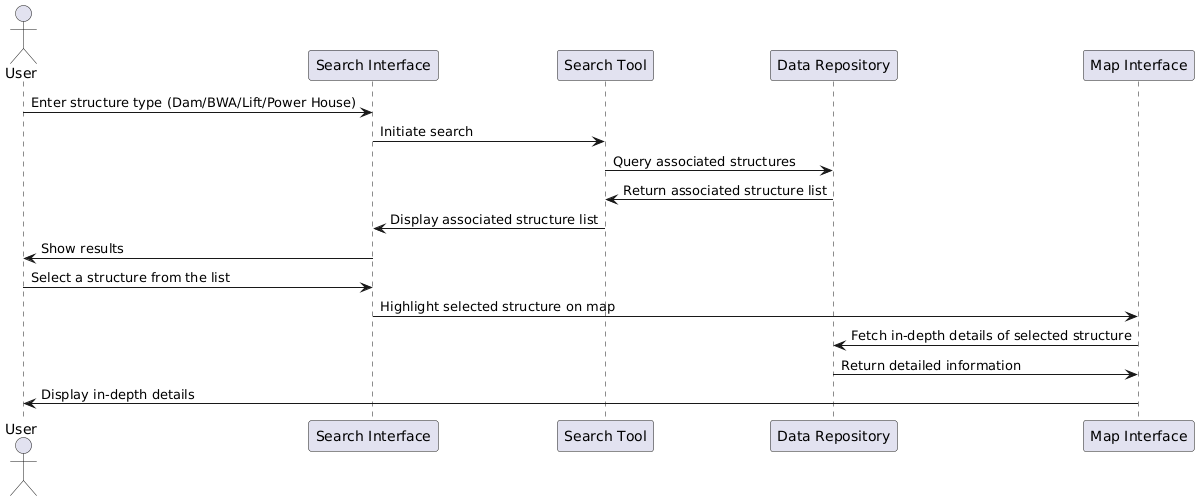 User
Search Interface
Search Tool
Data Repository
Map Interface
Enter structure type (Dam/BWA/Lift/Power House)
Initiate search
Query associated structures
Return associated structure list
Display associated structure list
Show results
Select a structure from the list
Highlight selected structure on map
Fetch in-depth details of selected structure
Return detailed information
Display in-depth details
User
Search Interface
Search Tool
Data Repository
Map Interface